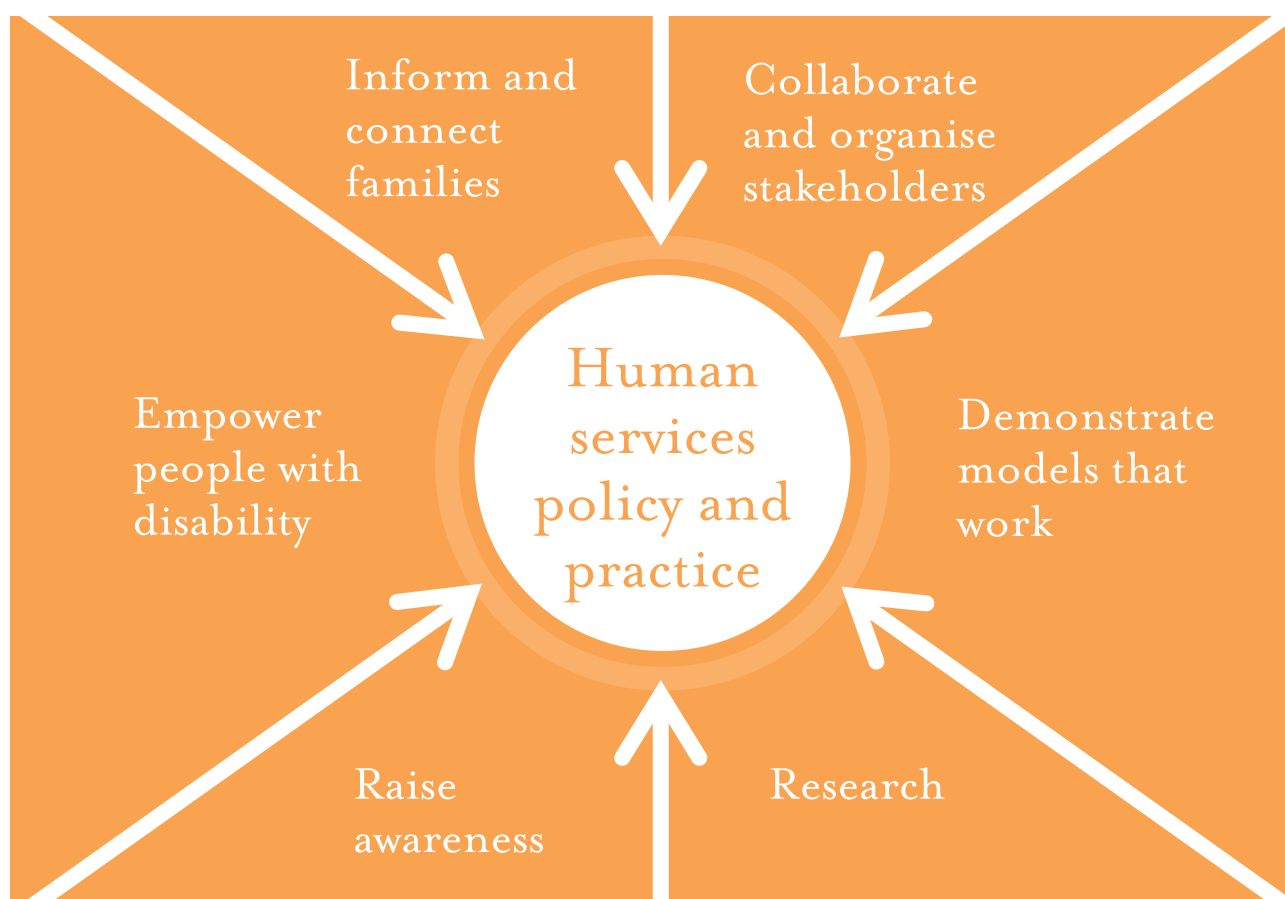 Inform and
connect
families
Collaborate
and organise
stakeholders
Empower
people with
disability
Human
services
policy and
practice
Demonstrate
models that
work
Raise
awareness
Research